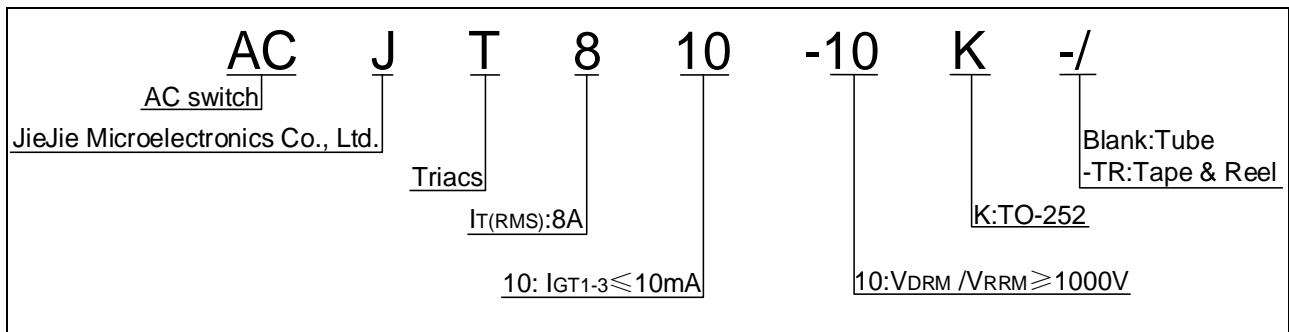 AC J T 8 10 -10 K -/
AC switch
JieJie Microelectronics Co., Ltd.
Blank:Tube
Triacs
-TR:Tape & Reel
IT(RMS):8A
K:TO-252
10: IGT1-3≤10mA
10:VDRM /VRRM≥1000V